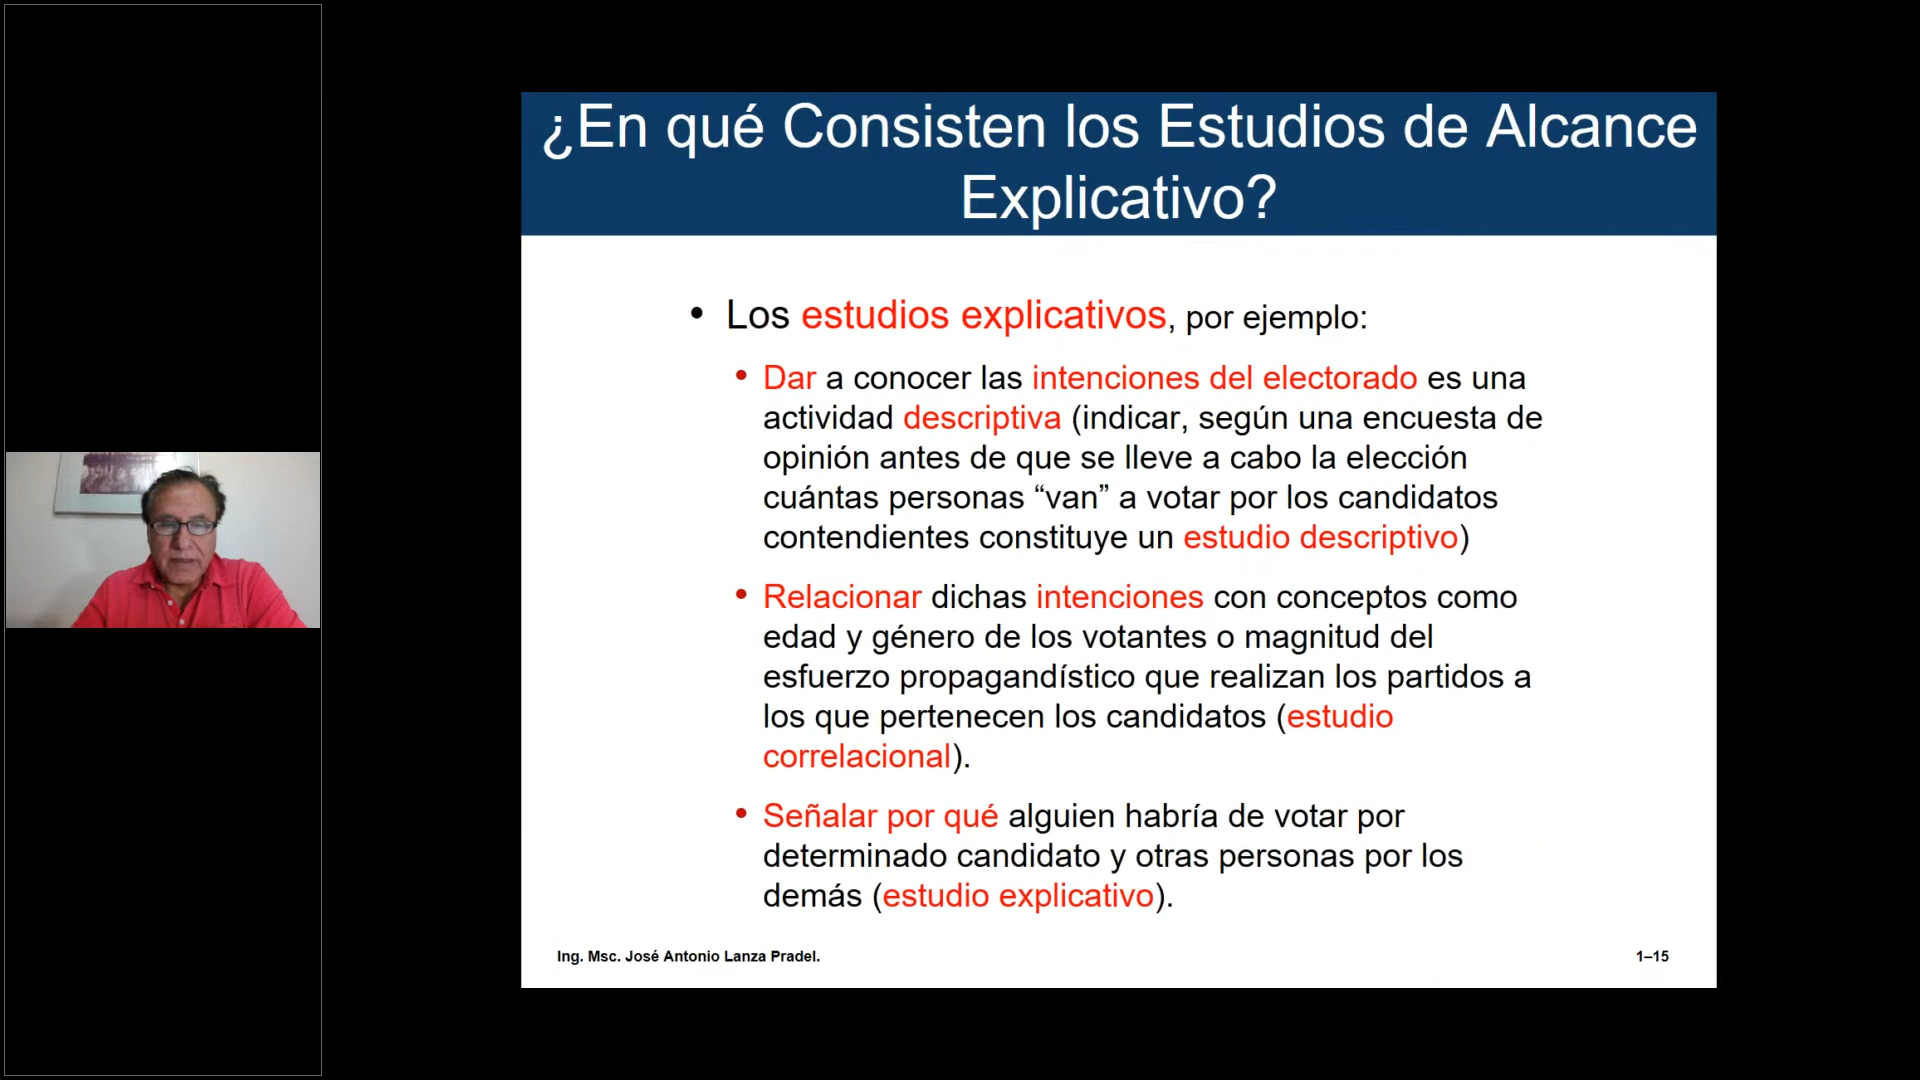 ¿En qué Consisten los Estudios de Alcance
Explicativo?
• Los estudios explicativos, por ejemplo:
• Dar a conocer las intenciones del electorado es una
actividad descriptiva (indicar, según una encuesta de
opinión antes de que se lleve a cabo la elección
cuántas personas “van” a votar por los candidatos
contendientes constituye un estudio descriptivo)
• Relacionar dichas intenciones con conceptos como
edad y género de los votantes o magnitud del
esfuerzo propagandístico que realizan los partidos a
los que pertenecen los candidatos (estudio
correlacional).
• Señalar por qué alguien habría de votar por
determinado candidato y otras personas por los
demás (estudio explicativo).
Ing. Msc. José Antonio Lanza Pradel.
1–15